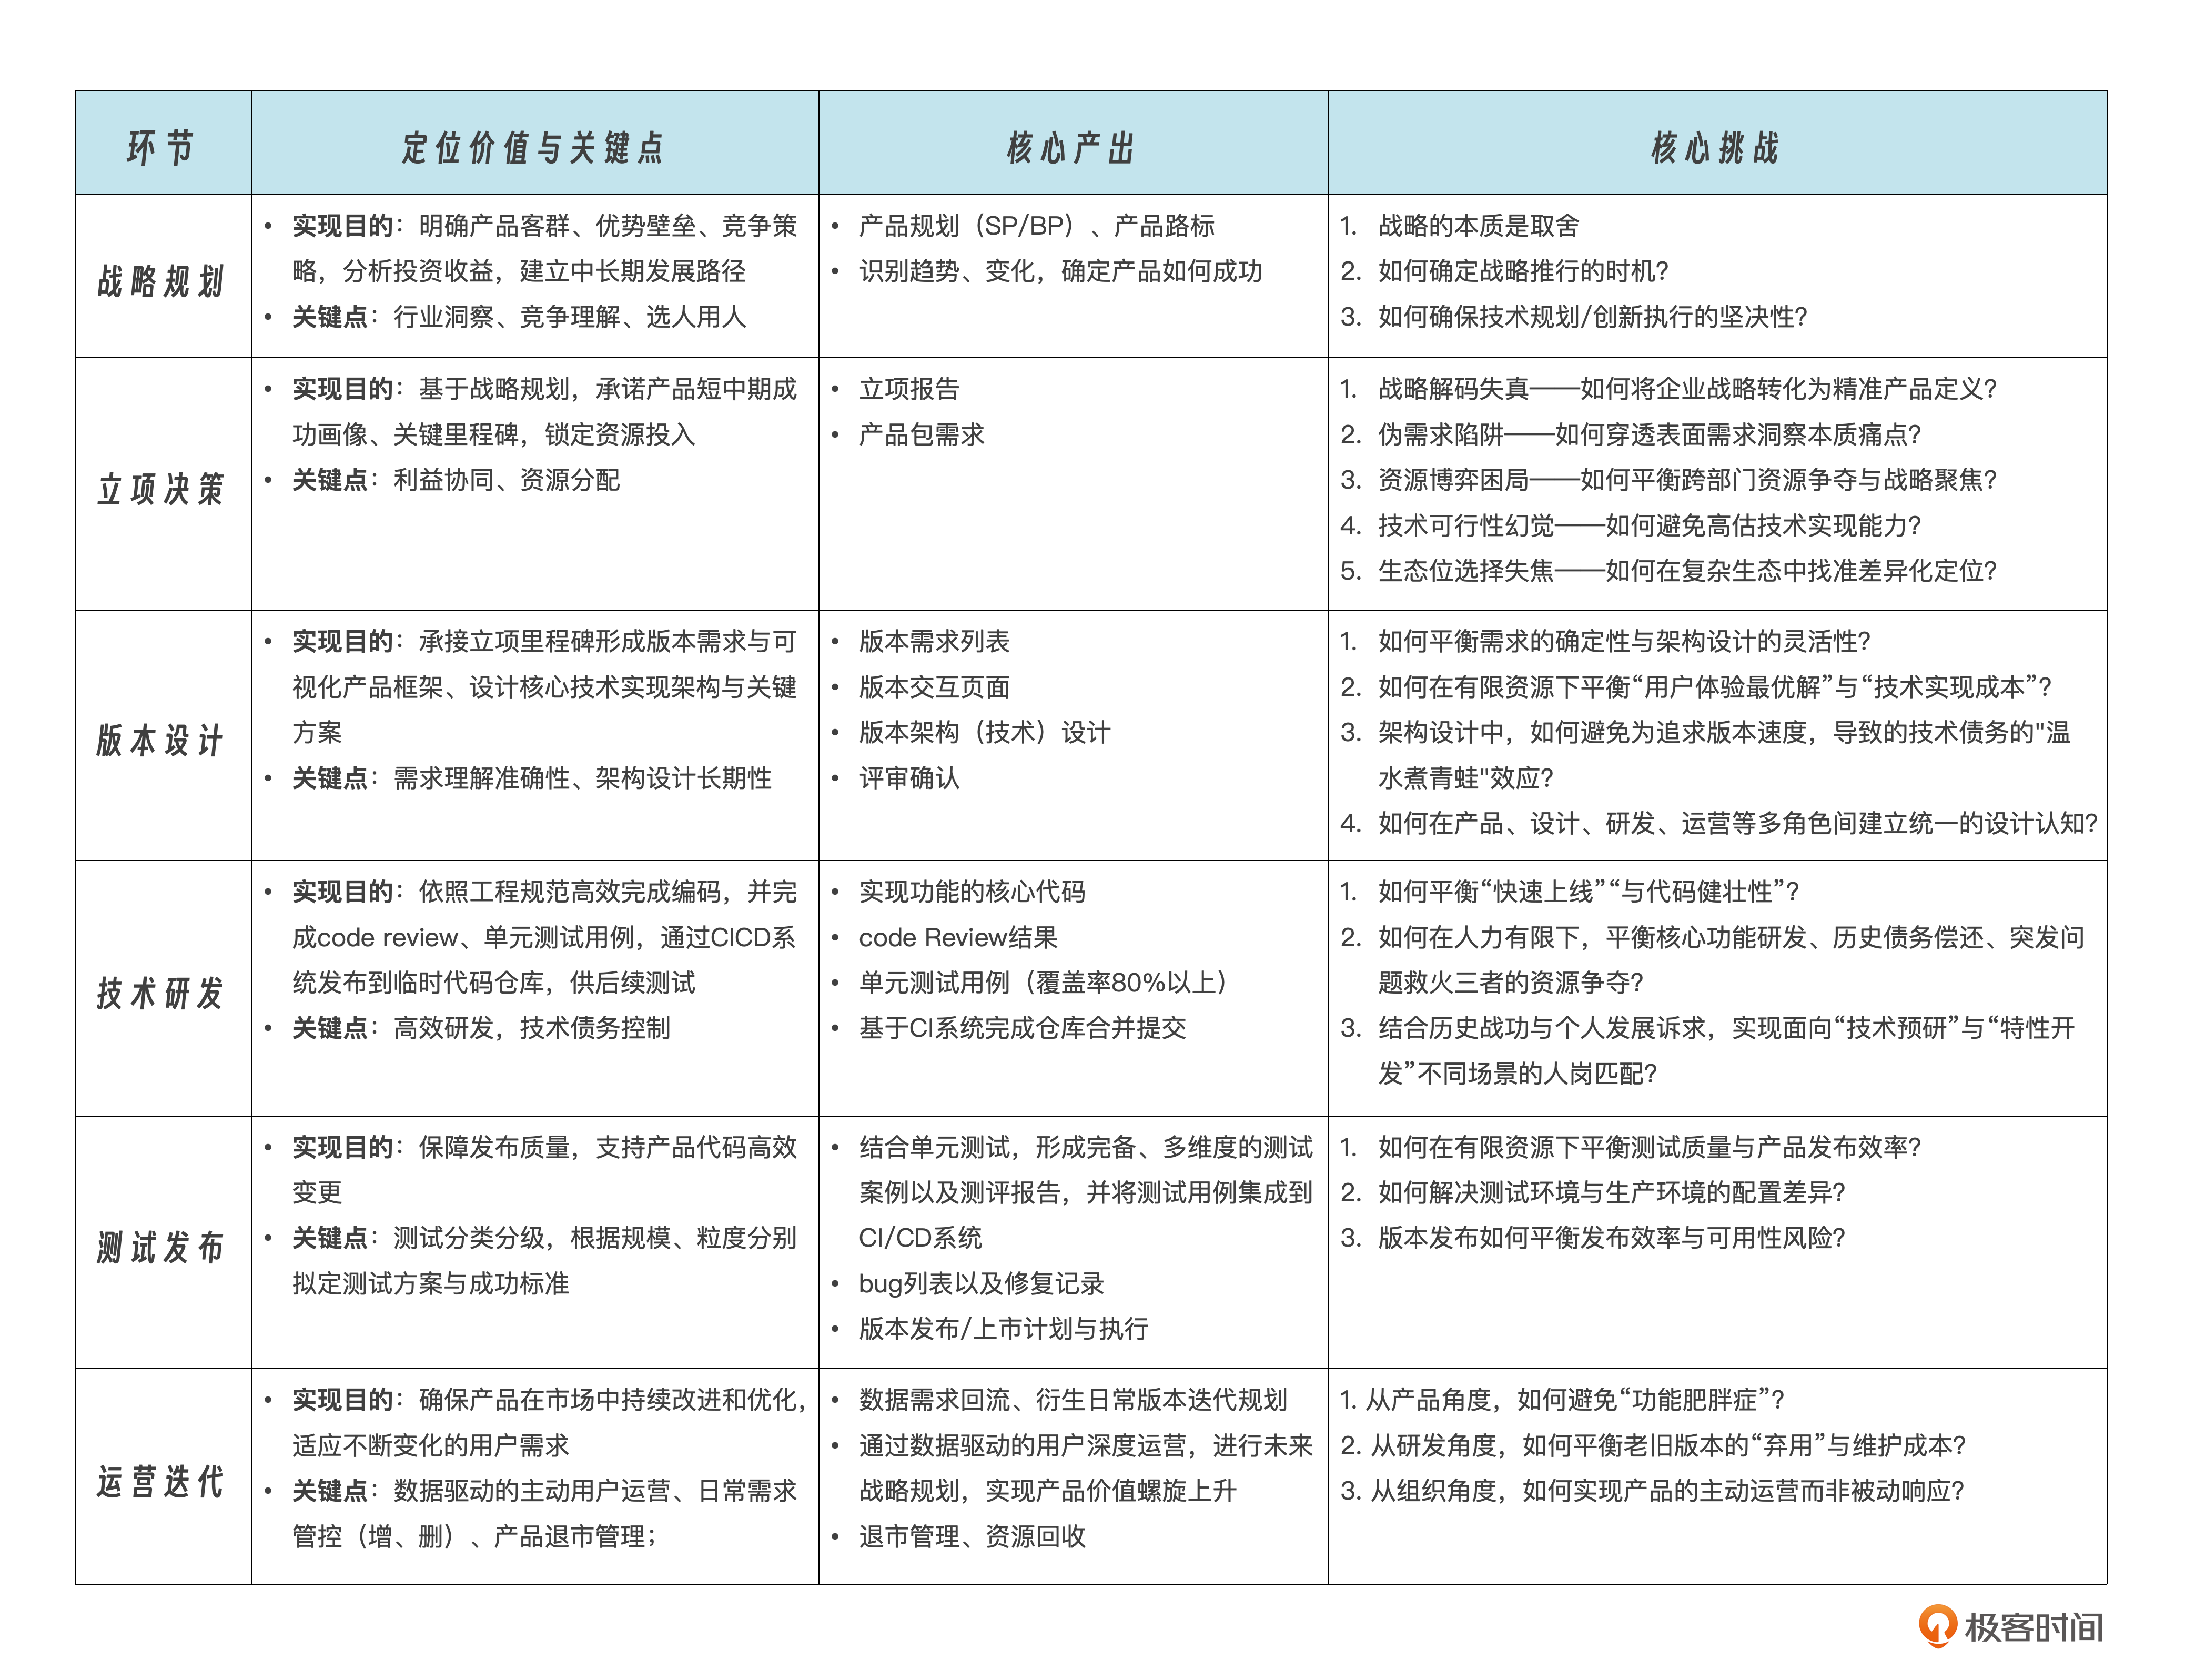 环节
定位价值与关键点
核心产出
核心挑战
战略规划
• 实现目的：明确产品客群、优势壁垒、竞争策
略，分析投资收益，建立中长期发展路径
• 关键点：行业洞察、竞争理解、选人用人
• 产品规划（SP/BP）、产品路标
• 识别趋势、变化，确定产品如何成功
1. 战略的本质是取舍
2. 如何确定战略推行的时机？
3. 如何确保技术规划/创新执行的坚决性？
立项决策
• 实现目的：基于战略规划，承诺产品短中期成
功画像、关键里程碑，锁定资源投入
• 关键点：利益协同、资源分配
• 立项报告
• 产品包需求
1. 战略解码失真——如何将企业战略转化为精准产品定义？
2. 伪需求陷阱——如何穿透表面需求洞察本质痛点？
3. 资源博弈困局——如何平衡跨部门资源争夺与战略聚焦？
4. 技术可行性幻觉——如何避免高估技术实现能力？
5. 生态位选择失焦——如何在复杂生态中找准差异化定位？
版本设计
• 实现目的：承接立项里程碑形成版本需求与可
视化产品框架、设计核心技术实现架构与关键
方案
• 关键点：需求理解准确性、架构设计长期性
• 版本需求列表
• 版本交互页面
• 版本架构（技术）设计
• 评审确认
1. 如何平衡需求的确定性与架构设计的灵活性？
2. 如何在有限资源下平衡“用户体验最优解”与“技术实现成本”？
3. 架构设计中，如何避免为追求版本速度，导致的技术债务的"温
水煮青蛙"效应？
4. 如何在产品、设计、研发、运营等多角色间建立统一的设计认知？
技术研发
• 实现目的：依照工程规范高效完成编码，并完
成code review、单元测试用例，通过CICD系
统发布到临时代码仓库，供后续测试
• 关键点：高效研发，技术债务控制
• 实现功能的核心代码
• code Review结果
• 单元测试用例（覆盖率80%以上）
• 基于CI系统完成仓库合并提交
1. 如何平衡“快速上线”“与代码健壮性”？
2. 如何在人力有限下，平衡核心功能研发、历史债务偿还、突发问
题救火三者的资源争夺？
3. 结合历史战功与个人发展诉求，实现面向“技术预研”与“特性开
发”不同场景的人岗匹配？
测试发布
• 实现目的：保障发布质量，支持产品代码高效
变更
• 关键点：测试分类分级，根据规模、粒度分别
拟定测试方案与成功标准
• 结合单元测试，形成完备、多维度的测试
案例以及测评报告，并将测试用例集成到
CI/CD系统
• bug列表以及修复记录
• 版本发布/上市计划与执行
1. 如何在有限资源下平衡测试质量与产品发布效率？
2. 如何解决测试环境与生产环境的配置差异？
3. 版本发布如何平衡发布效率与可用性风险？
运营迭代
• 实现目的：确保产品在市场中持续改进和优化，
适应不断变化的用户需求
• 关键点：数据驱动的主动用户运营、日常需求
管控（增、删）、产品退市管理；
• 数据需求回流、衍生日常版本迭代规划
• 通过数据驱动的用户深度运营，进行未来
战略规划，实现产品价值螺旋上升
• 退市管理、资源回收
1. 从产品角度，如何避免“功能肥胖症”？
2. 从研发角度，如何平衡老旧版本的“弃用”与维护成本？
3. 从组织角度，如何实现产品的主动运营而非被动响应？
极客时间